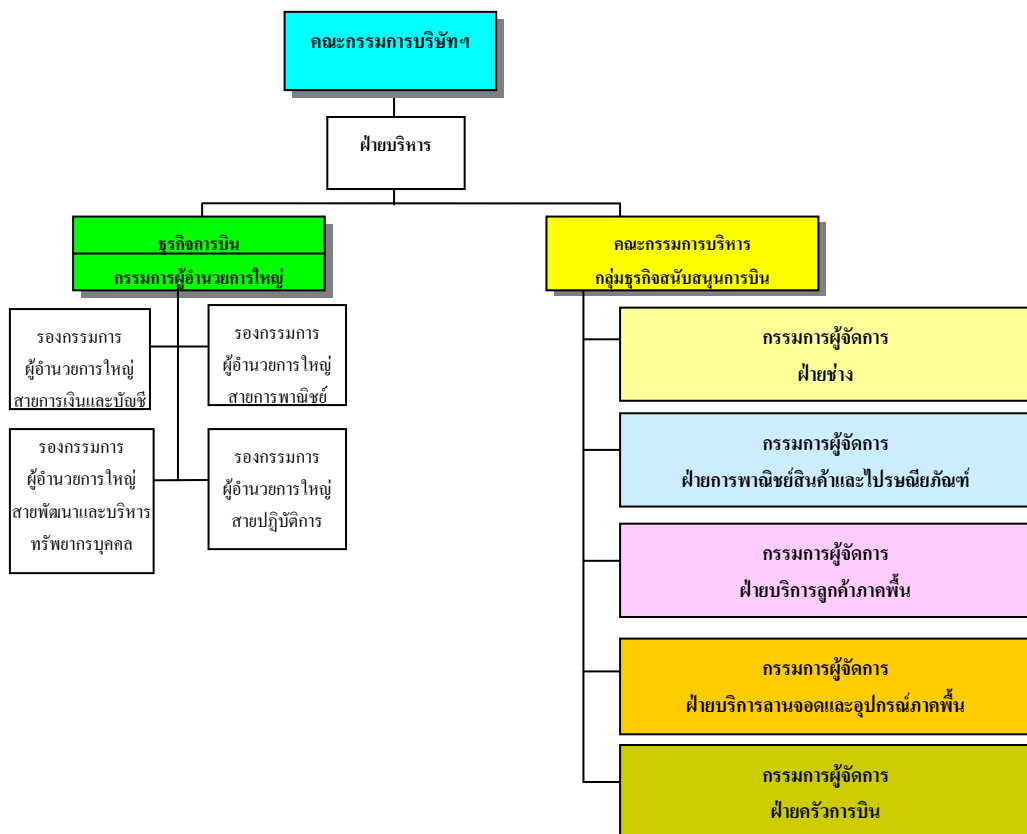 คณะกรรมการบริษัทฯ
ฝ่ายบริหาร
ธุรกิจการบิน
กรรมการผู้อำนวยการใหญ่
รองกรรมการ
ผู้อำนวยการใหญ่
สายการเงินและบัญชี
รองกรรมการ
ผู้อำนวยการใหญ่
สายการพาณิชย์
รองกรรมการ
ผู้อำนวยการใหญ่
สายพัฒนาและบริหาร
ทรัพยากรบุคคล
รองกรรมการ
ผู้อำนวยการใหญ่
สายปฏิบัติการ
คณะกรรมการบริหาร
กลุ่มธุรกิจสนับสนุนการบิน
กรรมการผู้จัดการ
ฝ่ายช่าง
กรรมการผู้จัดการ
ฝ่ายการพาณิชย์สินค้าและไปรษณียภัณฑ์
กรรมการผู้จัดการ
ฝ่ายบริการลูกค้าภาคพื้น
กรรมการผู้จัดการ
ฝ่ายบริการลานจอดและอุปกรณ์ภาคพื้น
กรรมการผู้จัดการ
ฝ่ายครัวการบิน